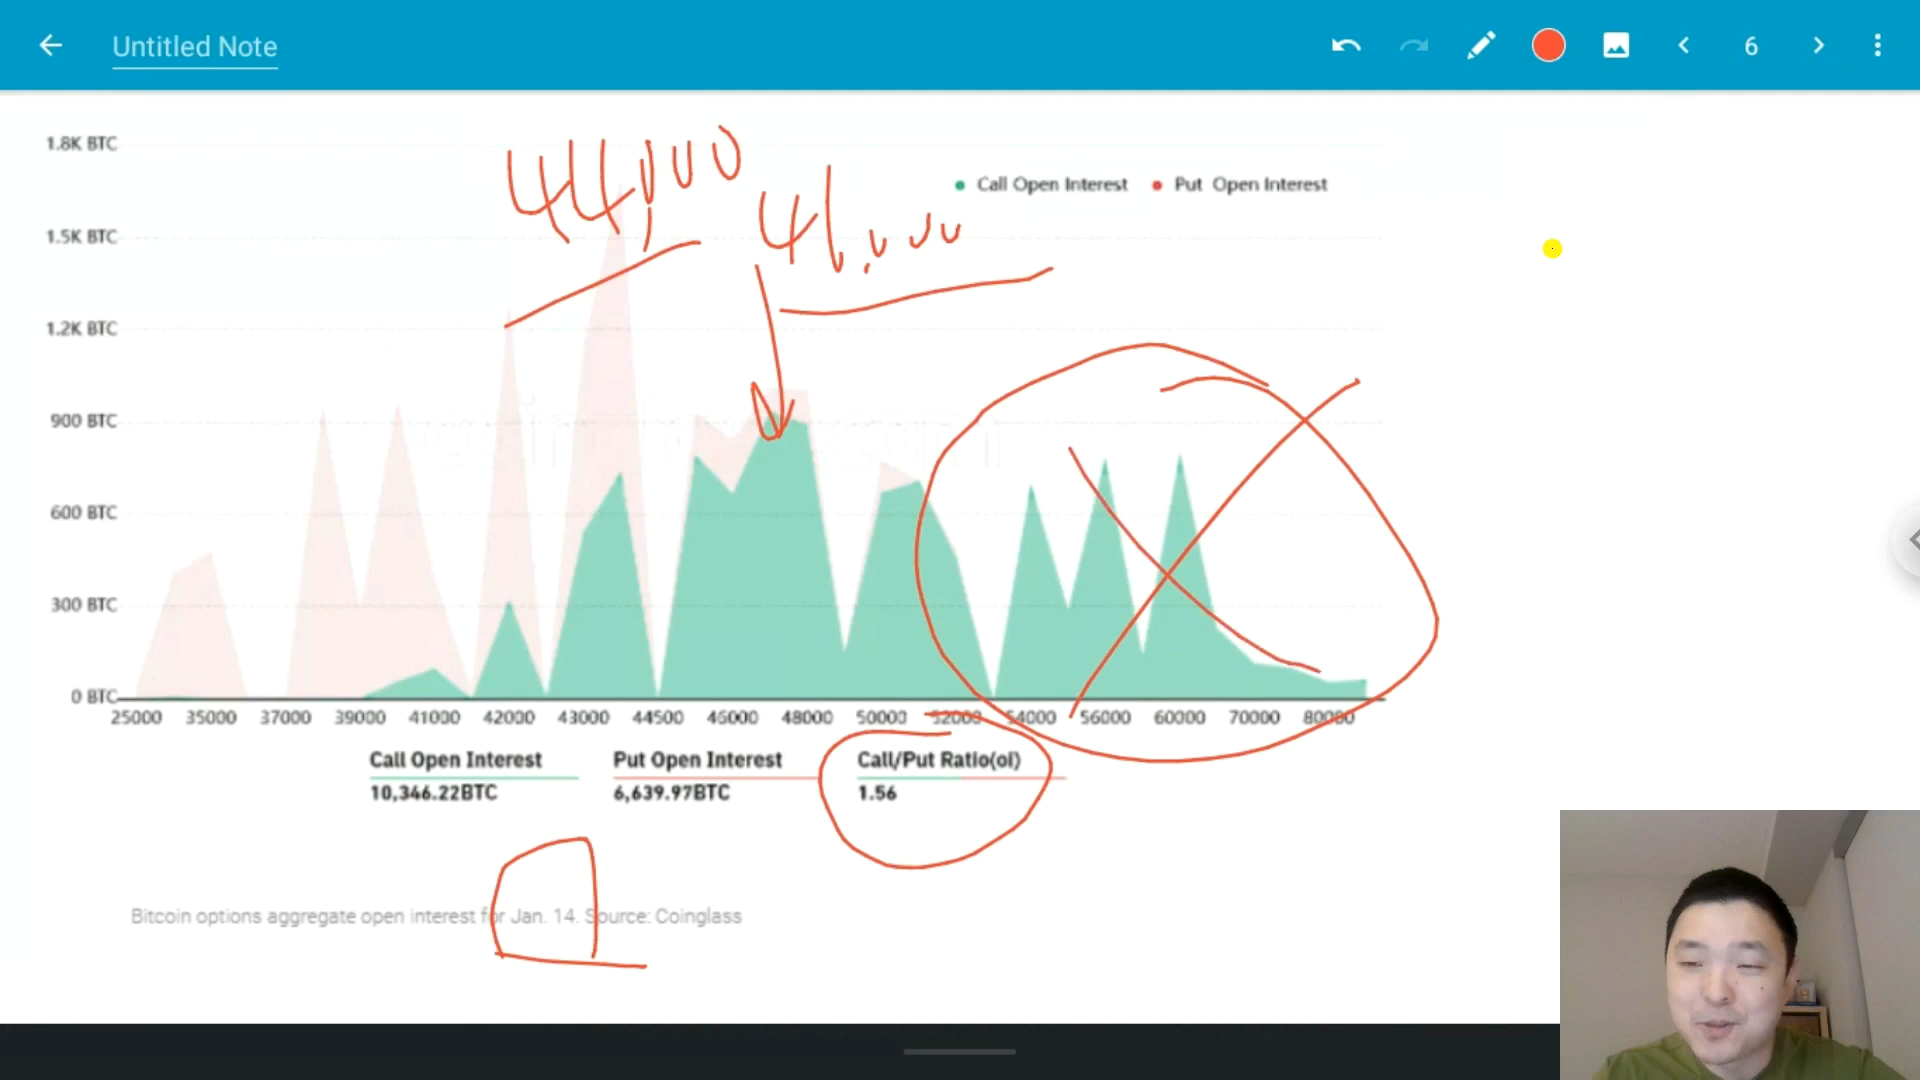 Untitled Note
6
1.8K BTC
44,000
46.000
Call Open Interest
Put Open Interest
1.5K BTC
1.2K BTC
900 BTC
600 BTC
300 BTC
0 BTC
25000 35000 37000 39000 41000 42000 43000 44500 46000 48000 50000 52000 54000 56000 60000 70000 80000
Call Open Interest Put Open Interest Call/Put Ratio(oi)
10,346.22BTC 6,639.97BTC 1.56
Bitcoin options aggregate open interest for Jan. 14. Source: Coinglass